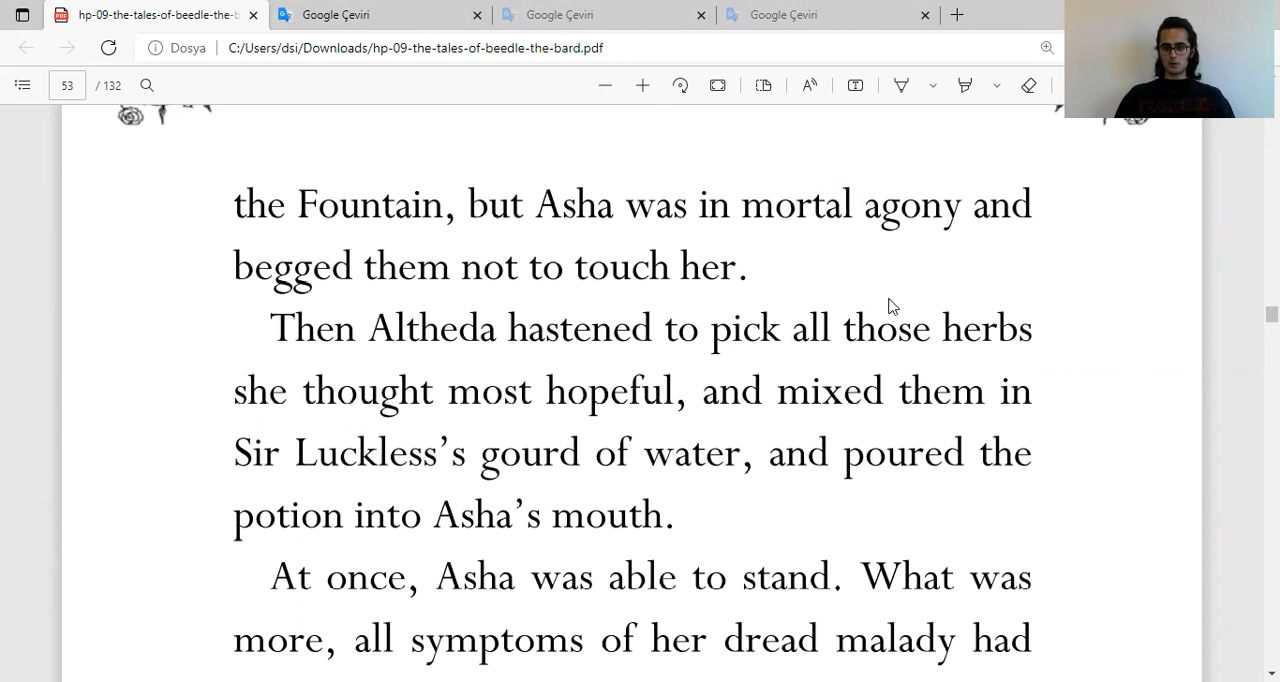 hp-09-the-tales-of-beedle-the-b
Google Çeviri
Google Çeviri
Google Çeviri
Dosya
C:/Users/dsi/Downloads/hp-09-the-tales-of-beedle-the-bard.pdf
53 / 132
the Fountain, but Asha was in mortal agony and
begged them not to touch her.
Then Altheda hastened to pick all those herbs
she thought most hopeful, and mixed them in
Sir Luckless’s gourd of water, and poured the
potion into Asha’s mouth.
At once, Asha was able to stand. What was
more, all symptoms of her dread malady had